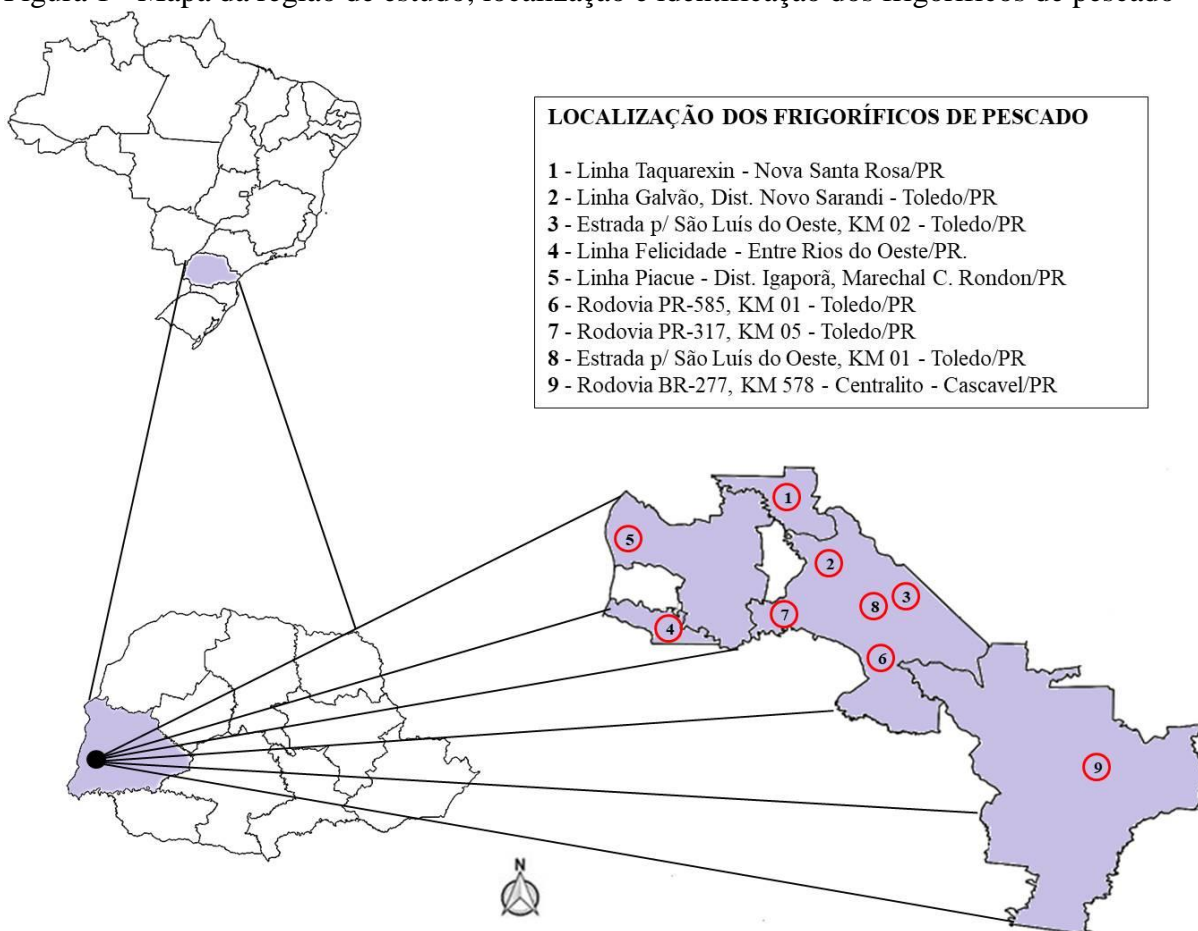 Figura 1 - Mapa da região de estudo, localização e identificação dos frigoríficos de pescado
LOCALIZAÇÃO DOS FRIGORÍFICOS DE PESCADO
1 - Linha Taquarexin - Nova Santa Rosa/PR
2 - Linha Galvão, Dist. Novo Sarandi - Toledo/PR
3 - Estrada p/ São Luís do Oeste, KM 02 - Toledo/PR
4 - Linha Felicidade - Entre Rios do Oeste/PR.
5 - Linha Piacue - Dist. Igaporã, Marechal C. Rondon/PR
6 - Rodovia PR-585, KM 01 - Toledo/PR
7 - Rodovia PR-317, KM 05 - Toledo/PR
8 - Estrada p/ São Luís do Oeste, KM 01 - Toledo/PR
9 - Rodovia BR-277, KM 578 - Centralito - Cascavel/PR
1
5
2
3
8
7
4
6
9
N